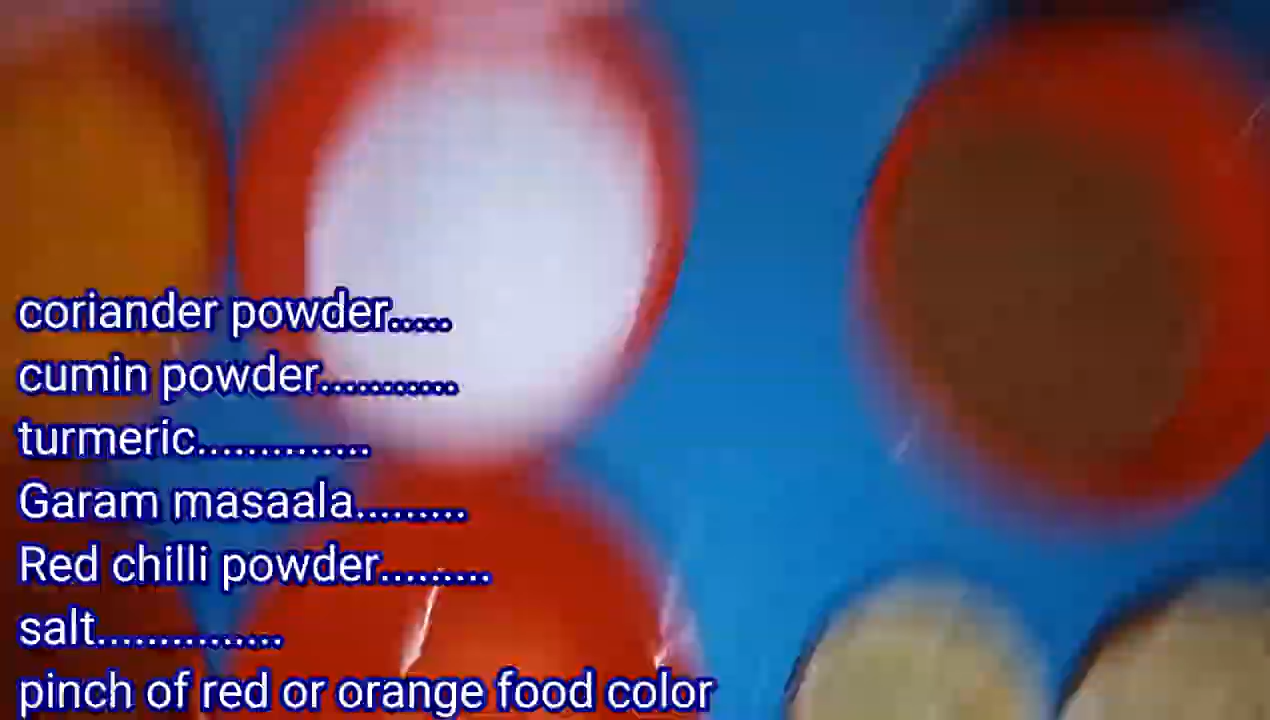 coriander powder.....
cumin powder...........
turmeric..............
Garam masaala.........
Red chilli powder.........
salt...............
pinch of red or orange food color